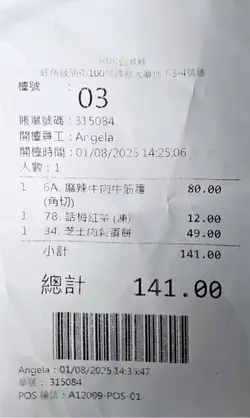 檯號：
03
賬單號碼：315084
開檯員工：Angela
開檯時間：01/08/2025 14:25:06
人數：1
1 6A. 麻辣牛肉牛筋 80.00
(角切)
1 78. 話梅紅茶 (凍) 12.00
1 34. 芝士肉鬆蛋餅 49.00
小計 141.00
總計 141.00
Angela：01/08/2025 14:35:47
單號：315084
POS 編號：A12099-POS-01